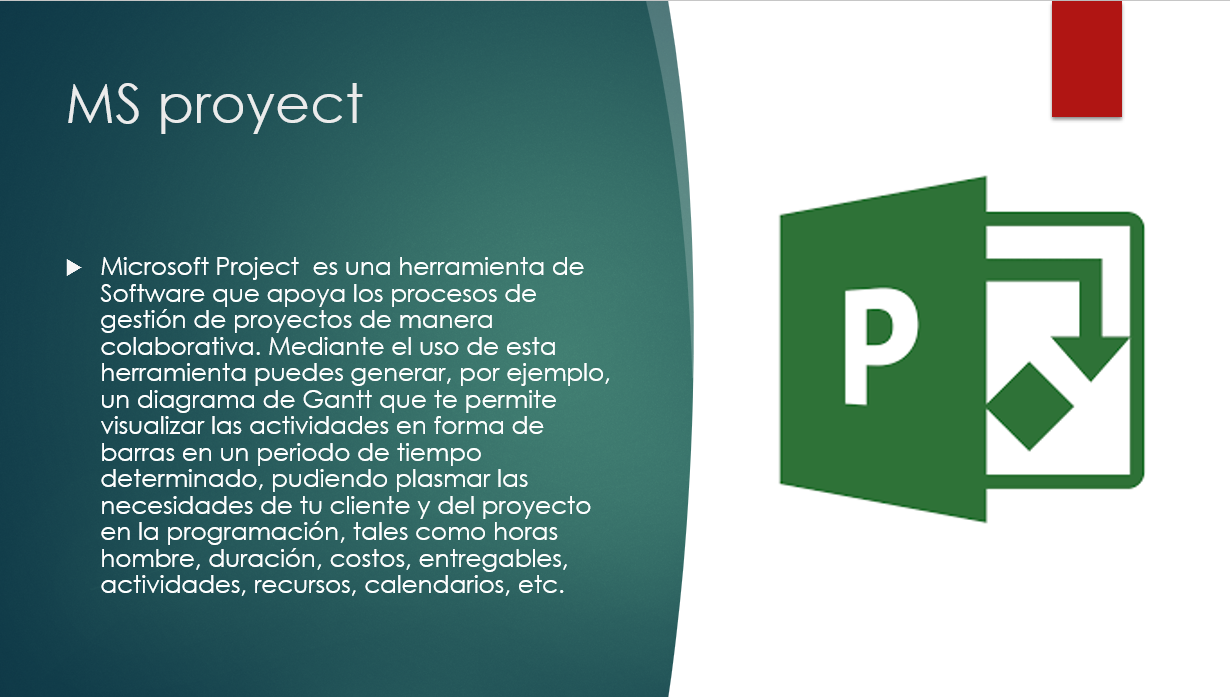 MS proyect
Microsoft Project  es una herramienta de
Software que apoya los procesos de
gestión de proyectos de manera
colaborativa. Mediante el uso de esta
herramienta puedes generar, por ejemplo,
un diagrama de Gantt que te permite
visualizar las actividades en forma de
barras en un periodo de tiempo
determinado, pudiendo plasmar las
necesidades de tu cliente y del proyecto
en la programación, tales como horas
hombre, duración, costos, entregables,
actividades, recursos, calendarios, etc.
P